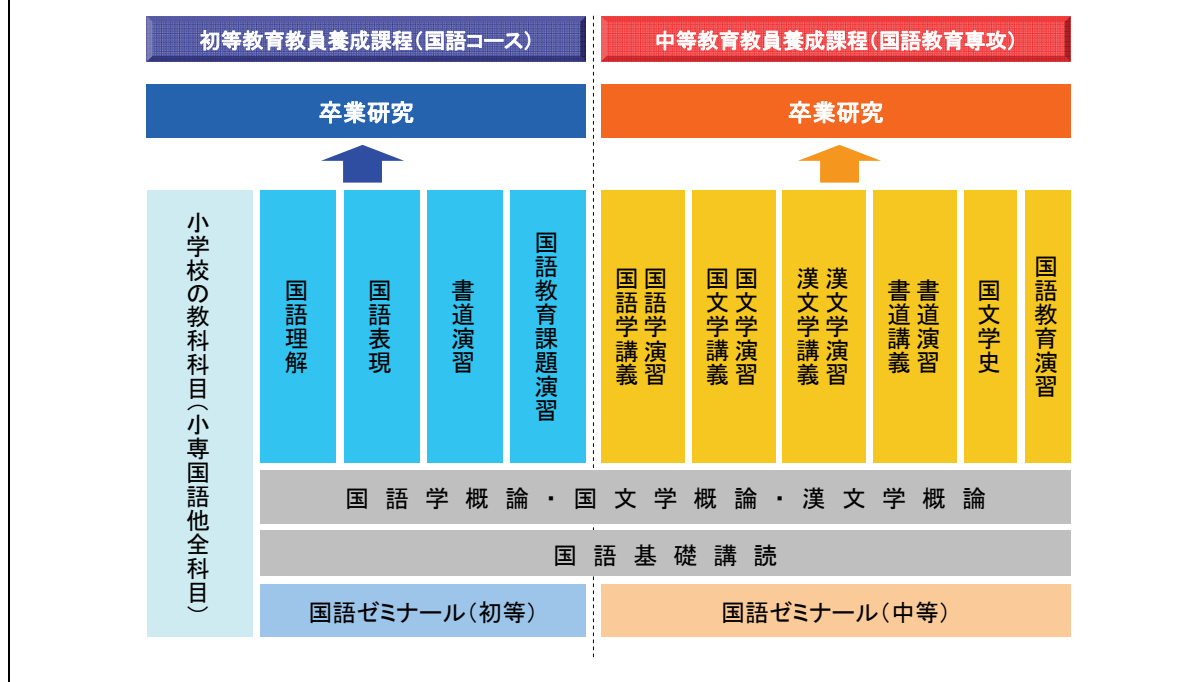 初等教育教員養成課程(国語コース)
中等教育教員養成課程(国語教育専攻)
卒業研究
卒業研究
小学校の教科科目(小専国語他全科目)
国語理解
国語表現
書道演習
国語教育課題演習
国語学演習
国語学講義
国文学演習
国文学講義
漢文学演習
漢文学講義
書道演習
書道講義
国文学史
国語教育演習
国語学概論・国文学概論・漢文学概論
国語基礎講読
国語ゼミナール(初等)
国語ゼミナール(中等)